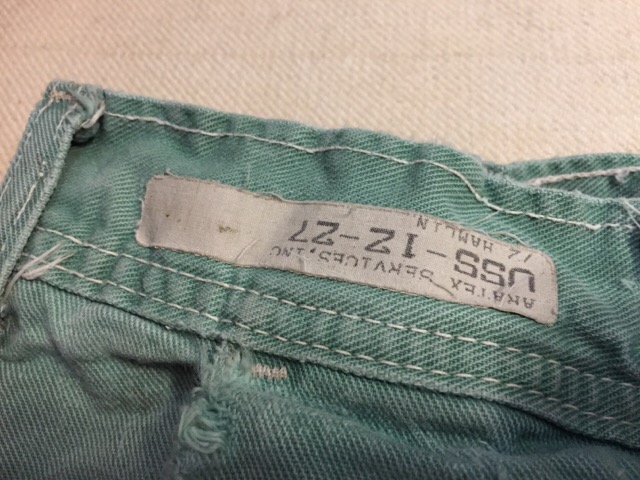 ARATEX SERVICES,INC
USS-12-27
HAMLIN